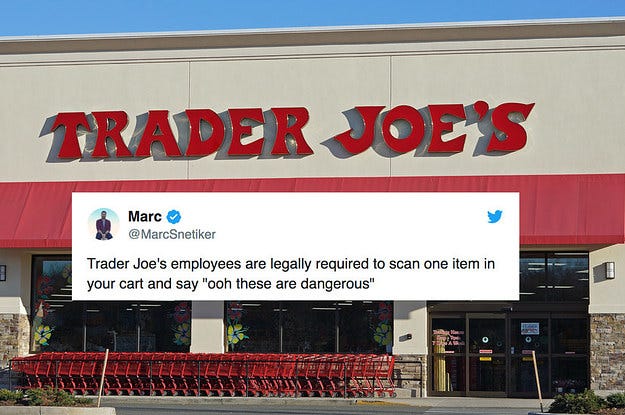 TRADER JOE'S
Marc
@MarcSnetiker
Trader Joe's employees are legally required to scan one item in
your cart and say "ooh these are dangerous"